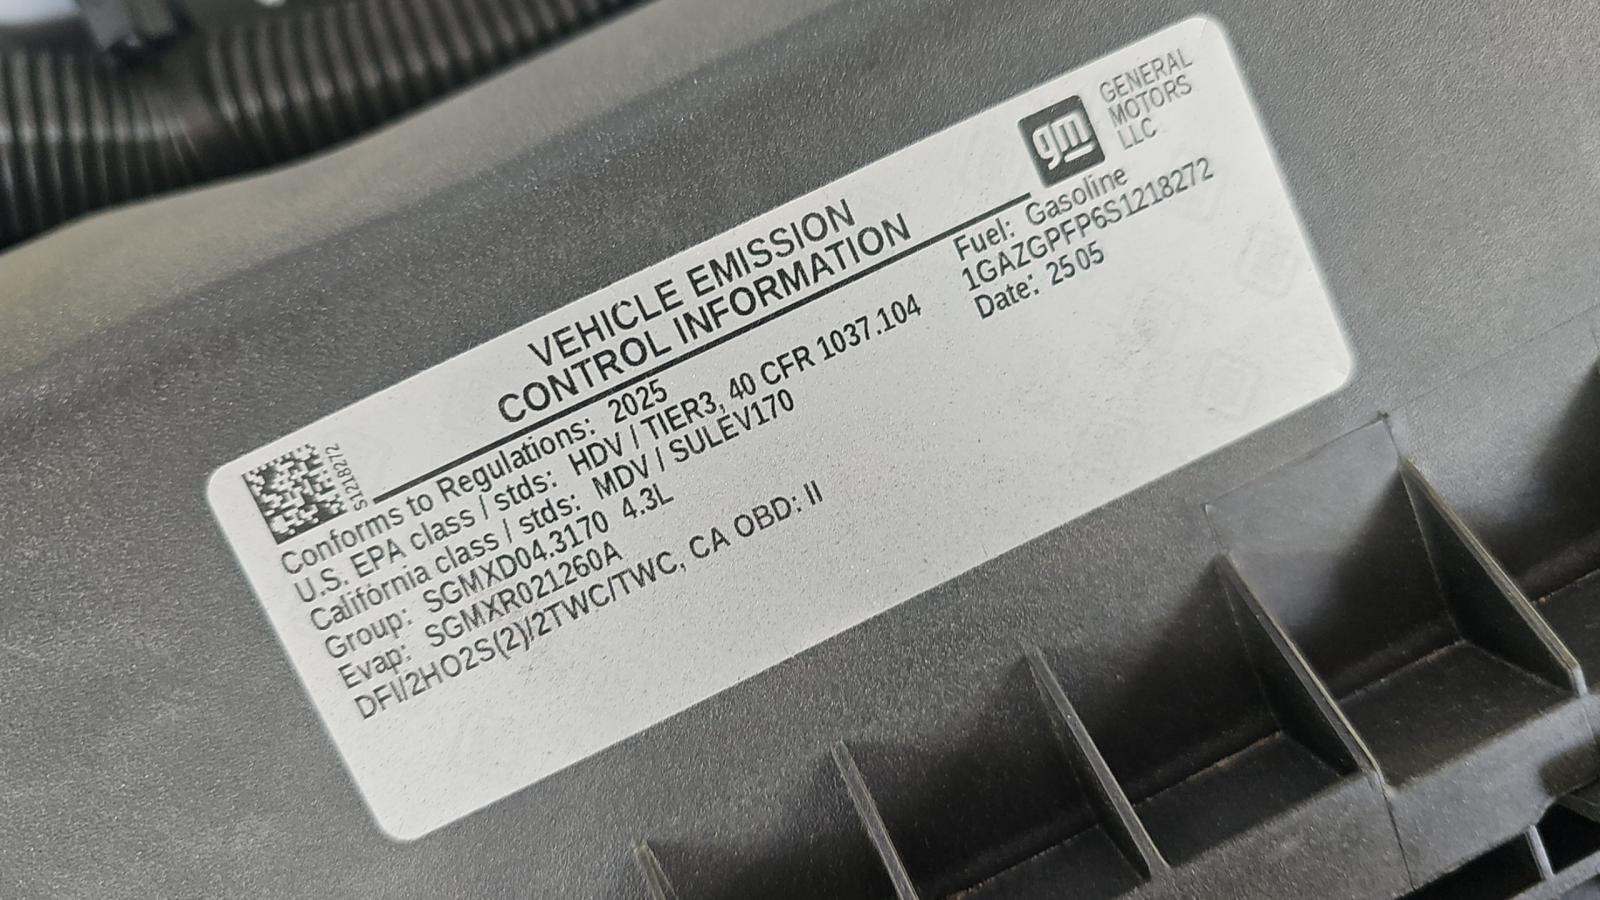 gm
GENERAL
MOTORS
LLC
VEHICLE EMISSION
CONTROL INFORMATION
S1218272
Conforms to Regulations: 2025
U.S. EPA class / stds: HDV / TIER3, 40 CFR 1037.104
California class / stds: MDV / SULEV170
Group: SGMXD04.3170 4.3L
Evap: SGMXR021260A
DFI/2HO2S(2)/2TWC/TWC, CA OBD: II
Fuel: Gasoline
1GAZGPFP6S1218272
Date: 2505